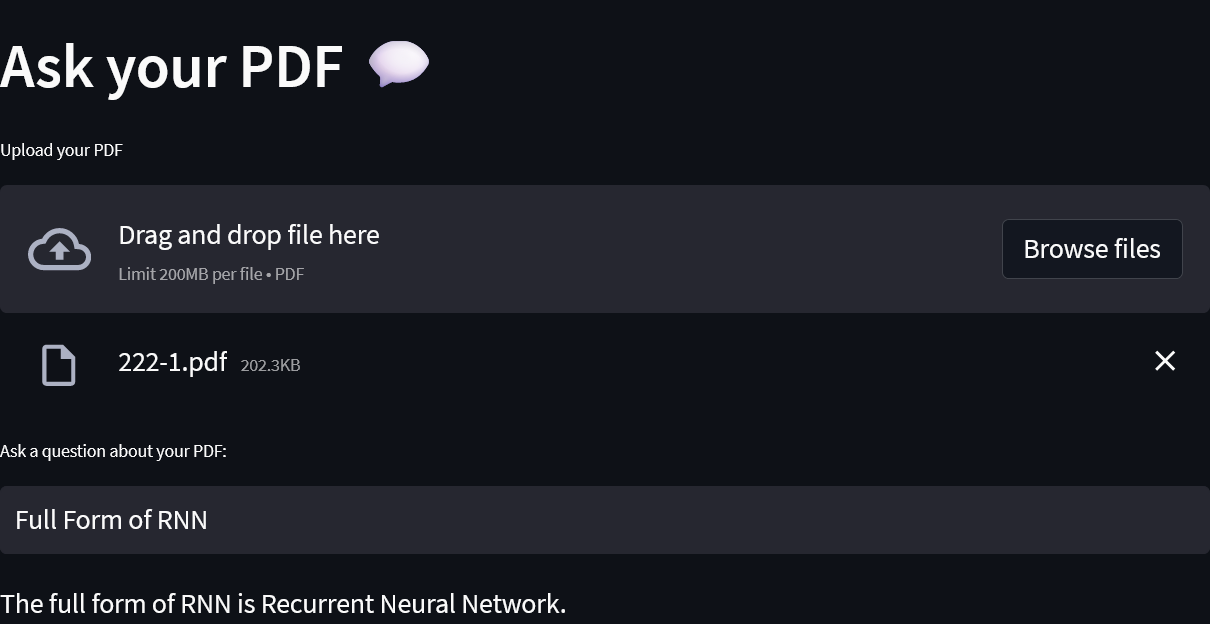 Ask your PDF 💬
Upload your PDF
Drag and drop file here
Limit 200MB per file • PDF
Browse files
222-1.pdf 202.3KB
Ask a question about your PDF:
Full Form of RNN
The full form of RNN is Recurrent Neural Network.